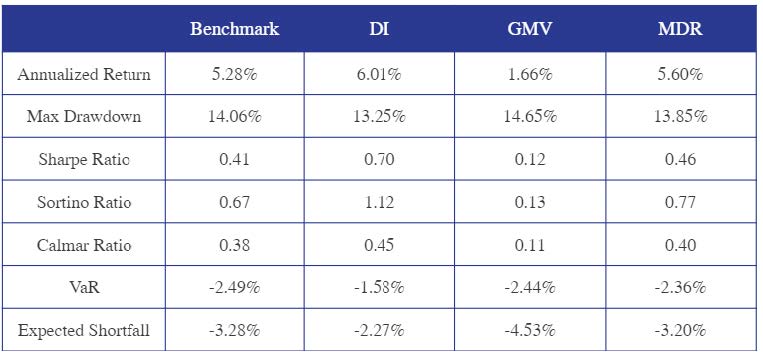 Benchmark DI GMV MDR
Annualized Return 5.28% 6.01% 1.66% 5.60%
Max Drawdown 14.06% 13.25% 14.65% 13.85%
Sharpe Ratio 0.41 0.70 0.12 0.46
Sortino Ratio 0.67 1.12 0.13 0.77
Calmar Ratio 0.38 0.45 0.11 0.40
VaR -2.49% -1.58% -2.44% -2.36%
Expected Shortfall -3.28% -2.27% -4.53% -3.20%